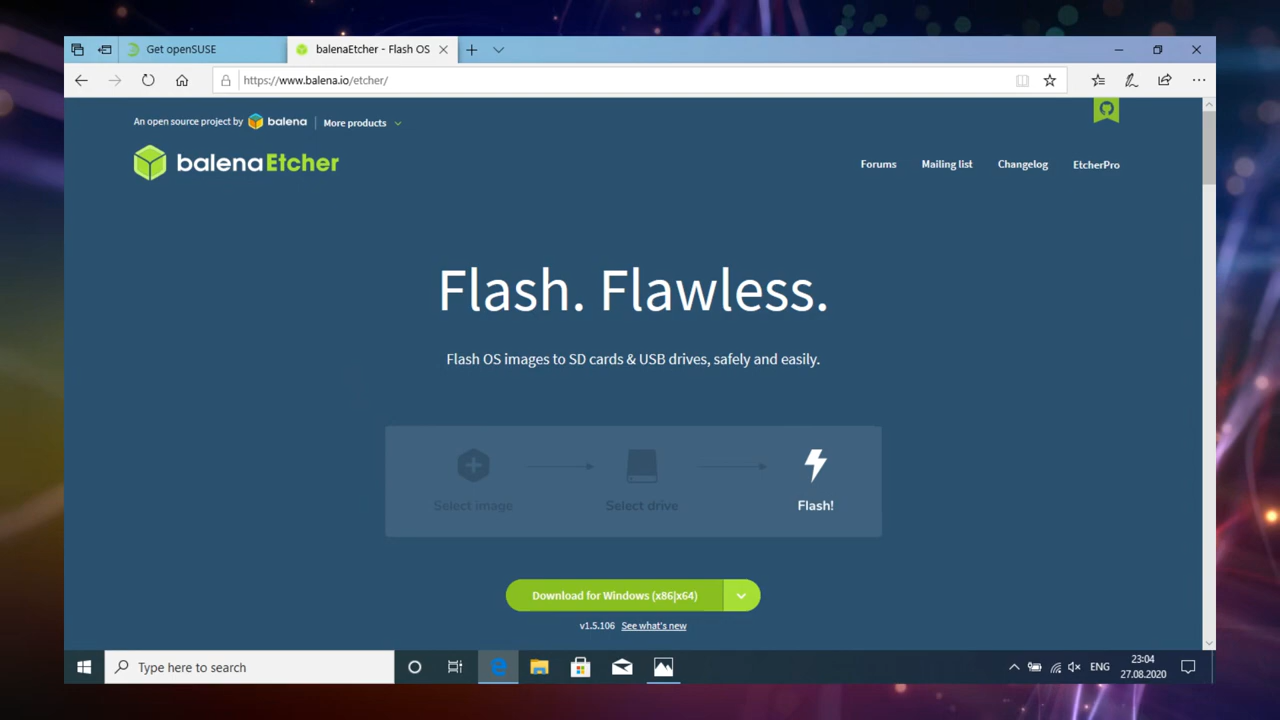 Get openSUSE
balenaEtcher - Flash OS
https://www.balena.io/etcher/
An open source project by balena
More products
balenaEtcher
Forums
Mailing list
Changelog
EtcherPro
Flash. Flawless.
Flash OS images to SD cards & USB drives, safely and easily.
Select image
Select drive
Flash!
Download for Windows (x86|x64)
v1.5.106 See what's new
Type here to search
ENG
23:04
27.08.2020